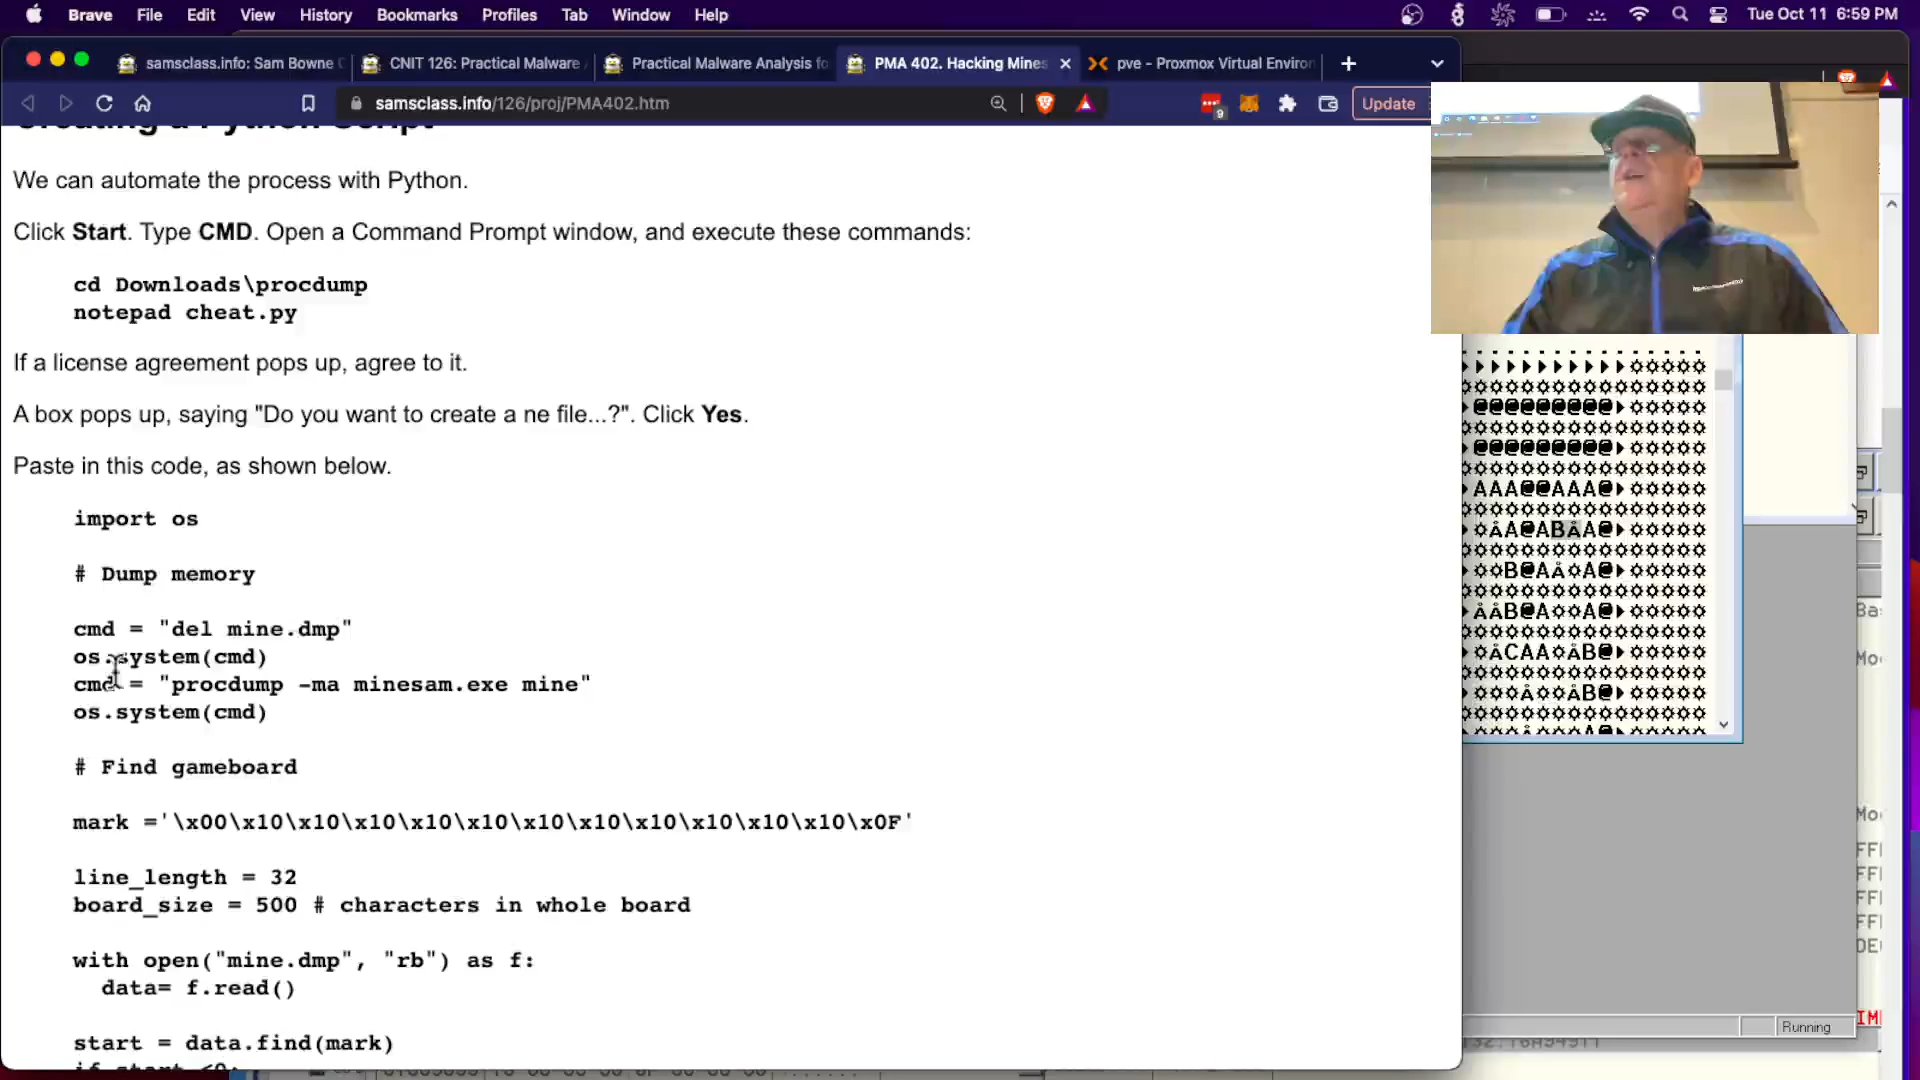 Brave File Edit View History Bookmarks Profiles Tab Window Help Tue Oct 11 6:59 PM
samsclass.info: Sam Bowne C CNIT 126: Practical Malware Practical Malware Analysis fo PMA 402. Hacking Mines pve - Proxmox Virtual Environ
samsclass.info/126/proj/PMA402.htm 9 Update
Creating a Python Script
We can automate the process with Python.
Click Start. Type CMD. Open a Command Prompt window, and execute these commands:
cd Downloads\procdump
notepad cheat.py
If a license agreement pops up, agree to it.
A box pops up, saying "Do you want to create a ne file...?". Click Yes.
Paste in this code, as shown below.
import os
# Dump memory
cmd = "del mine.dmp"
os.system(cmd)
cmd = "procdump -ma minesam.exe mine"
os.system(cmd)
# Find gameboard
mark ='\x00\x10\x10\x10\x10\x10\x10\x10\x10\x10\x10\x10\x0F'
line_length = 32
board_size = 500 # characters in whole board
with open("mine.dmp", "rb") as f:
data= f.read()
start = data.find(mark)
if start <0:
Running